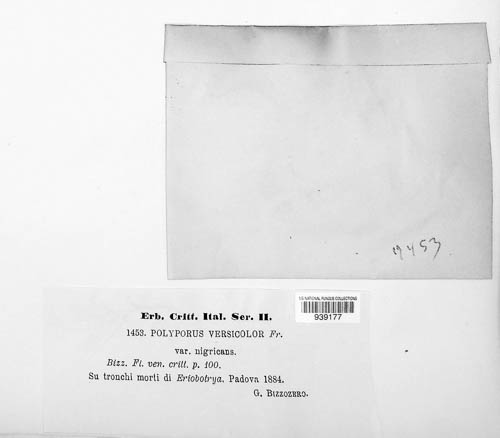 1453
U.S. NATIONAL FUNGUS COLLECTIONS
939177
Erb. Critt. Ital. Ser. II.
1453. POLYPORUS VERSICOLOR Fr.
var. nigricans.
Bizz. Fl. ven. critt. p. 100.
Su tronchi morti di Eriobotrya. Padova 1884.
G. BIZZOZERO.